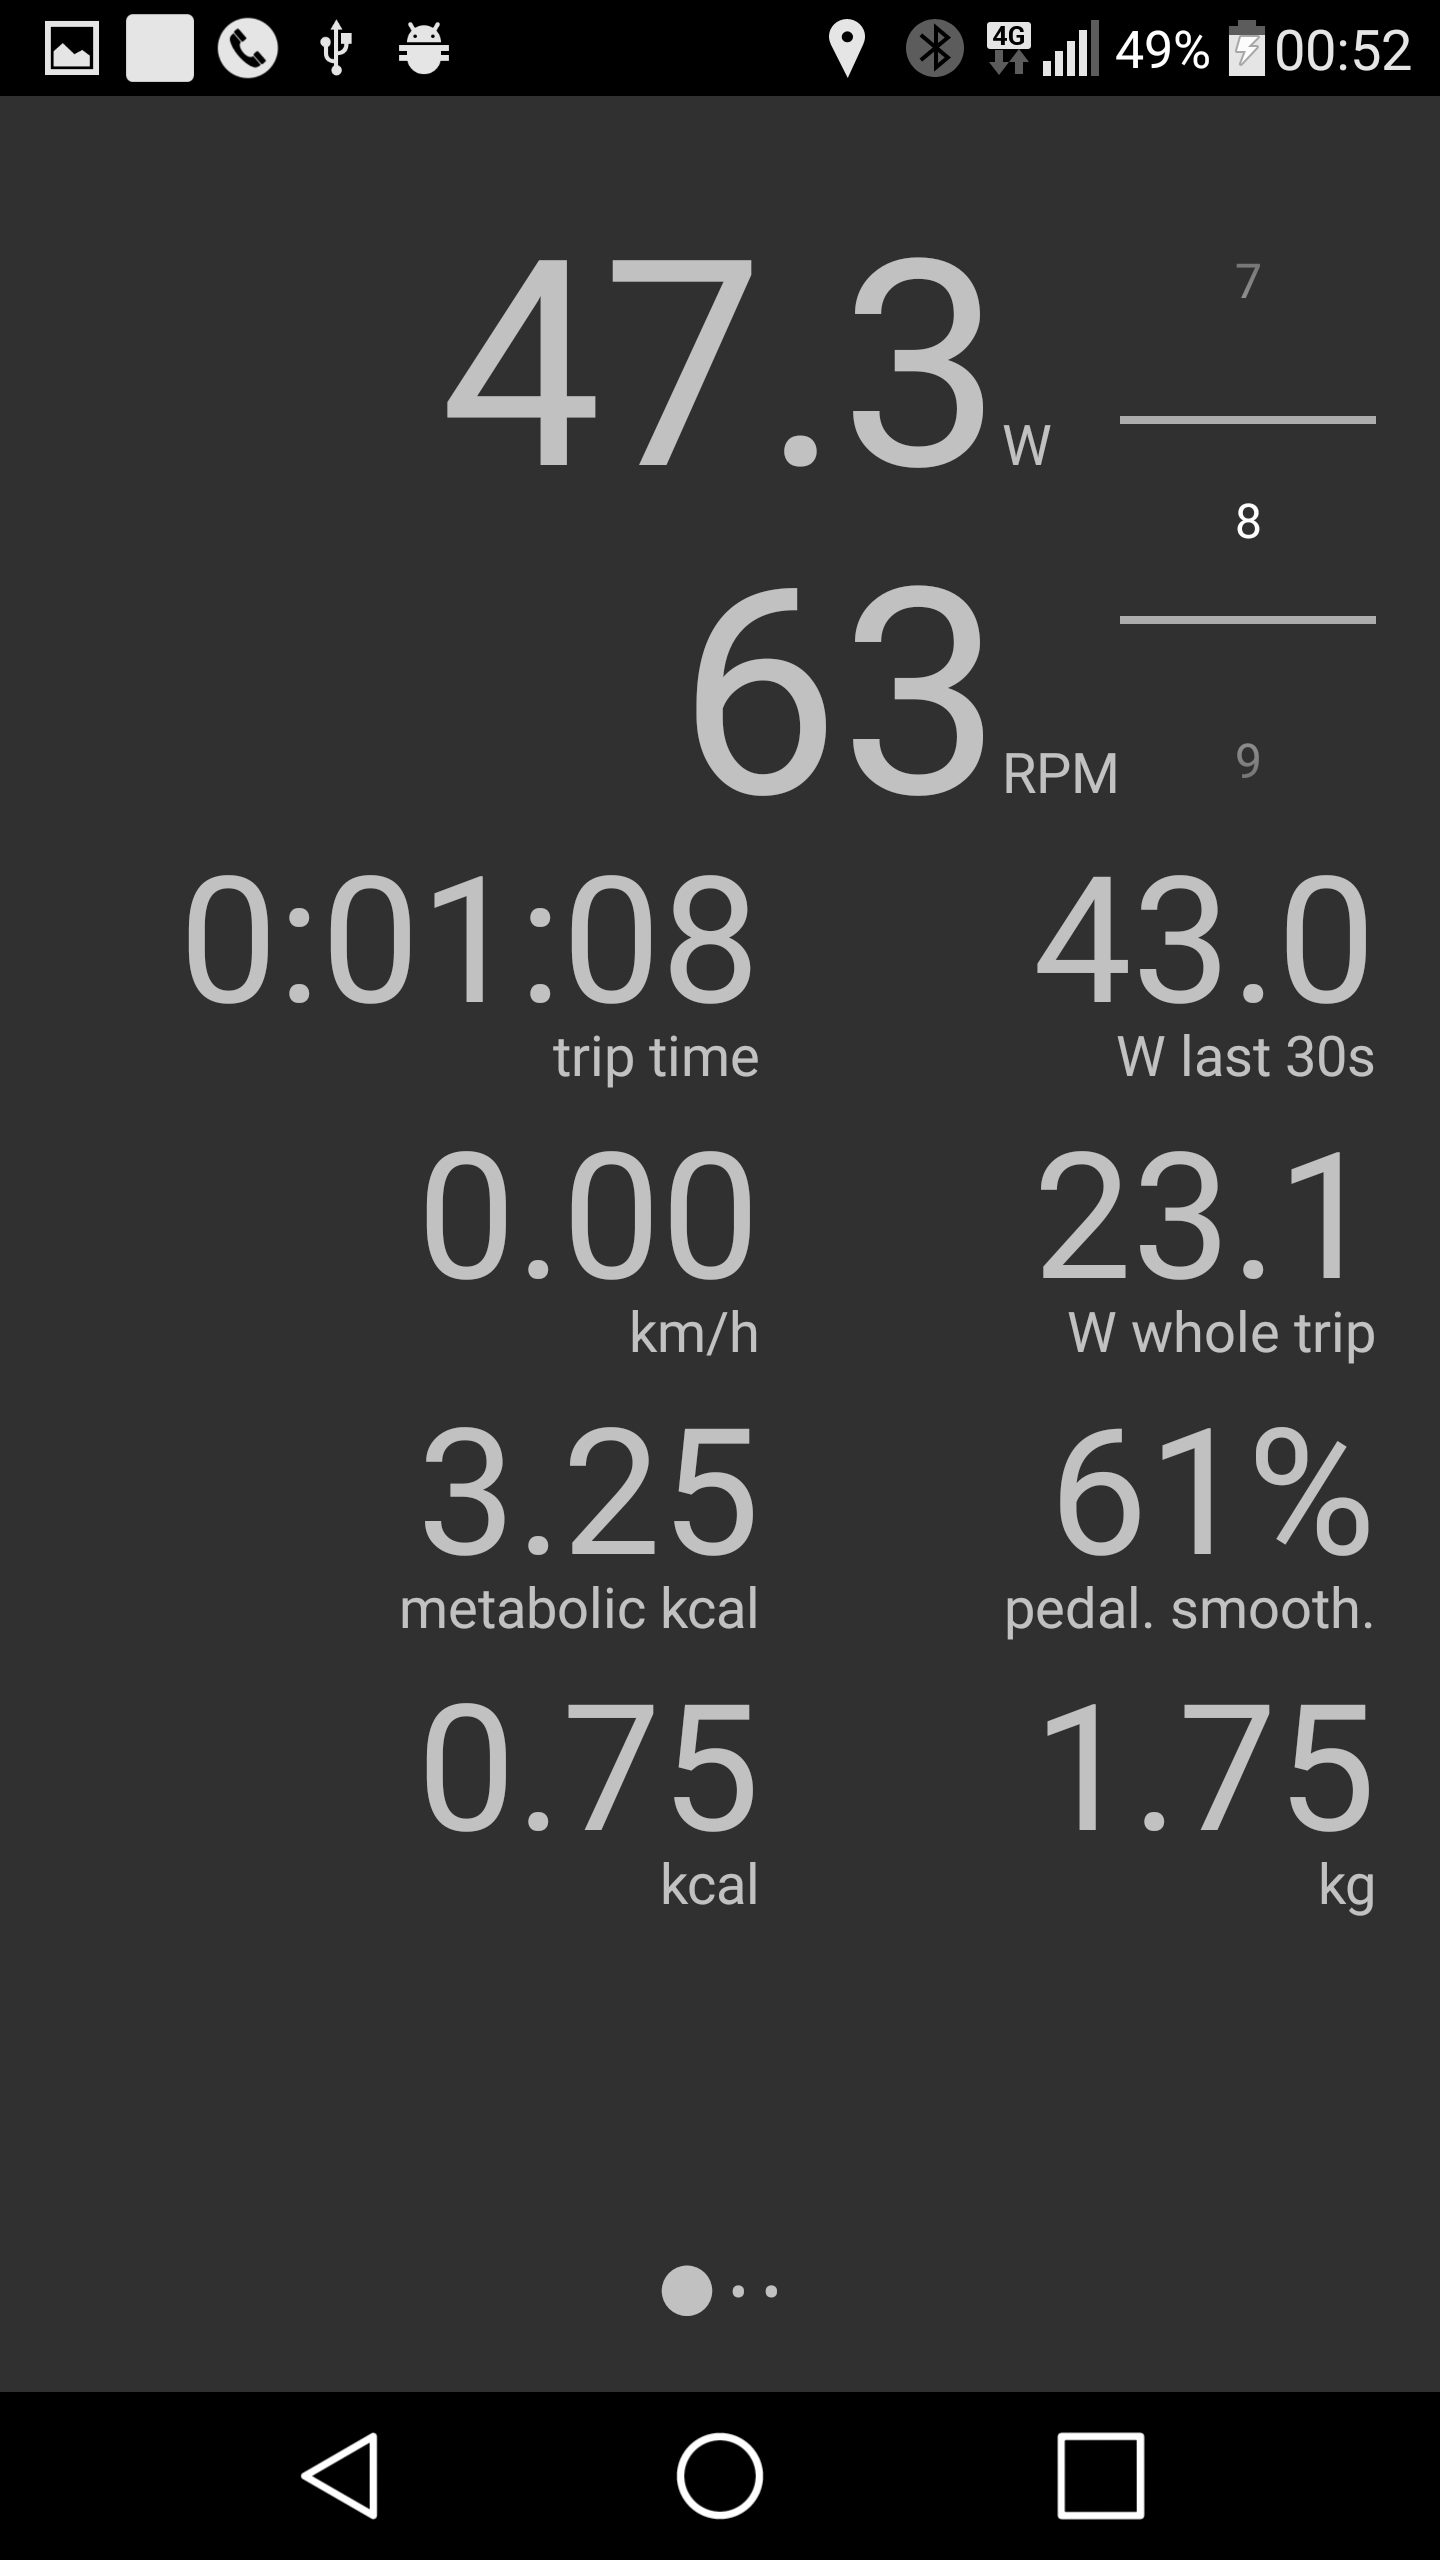 4G 49% 00:52
47.3 W
7
8
63 RPM
9
0:01:08 43.0
trip time W last 30s
0.00 23.1
km/h W whole trip
3.25 61%
metabolic kcal pedal. smooth.
0.75 1.75
kcal kg